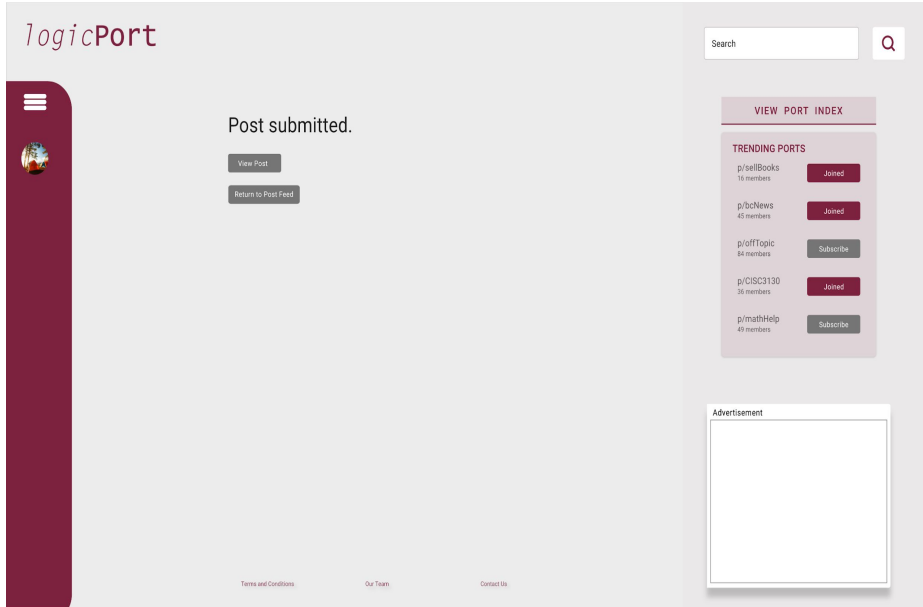 logicPort
Search
VIEW PORT INDEX
Post submitted.
View Post
Return to Post Feed
TRENDING PORTS
p/sellBooks
16 members
Joined
p/bcNews
45 members
Joined
p/offTopic
84 members
Subscribe
p/CISC3130
36 members
Joined
p/mathHelp
49 members
Subscribe
Advertisement
Terms and Conditions
Our Team
Contact Us